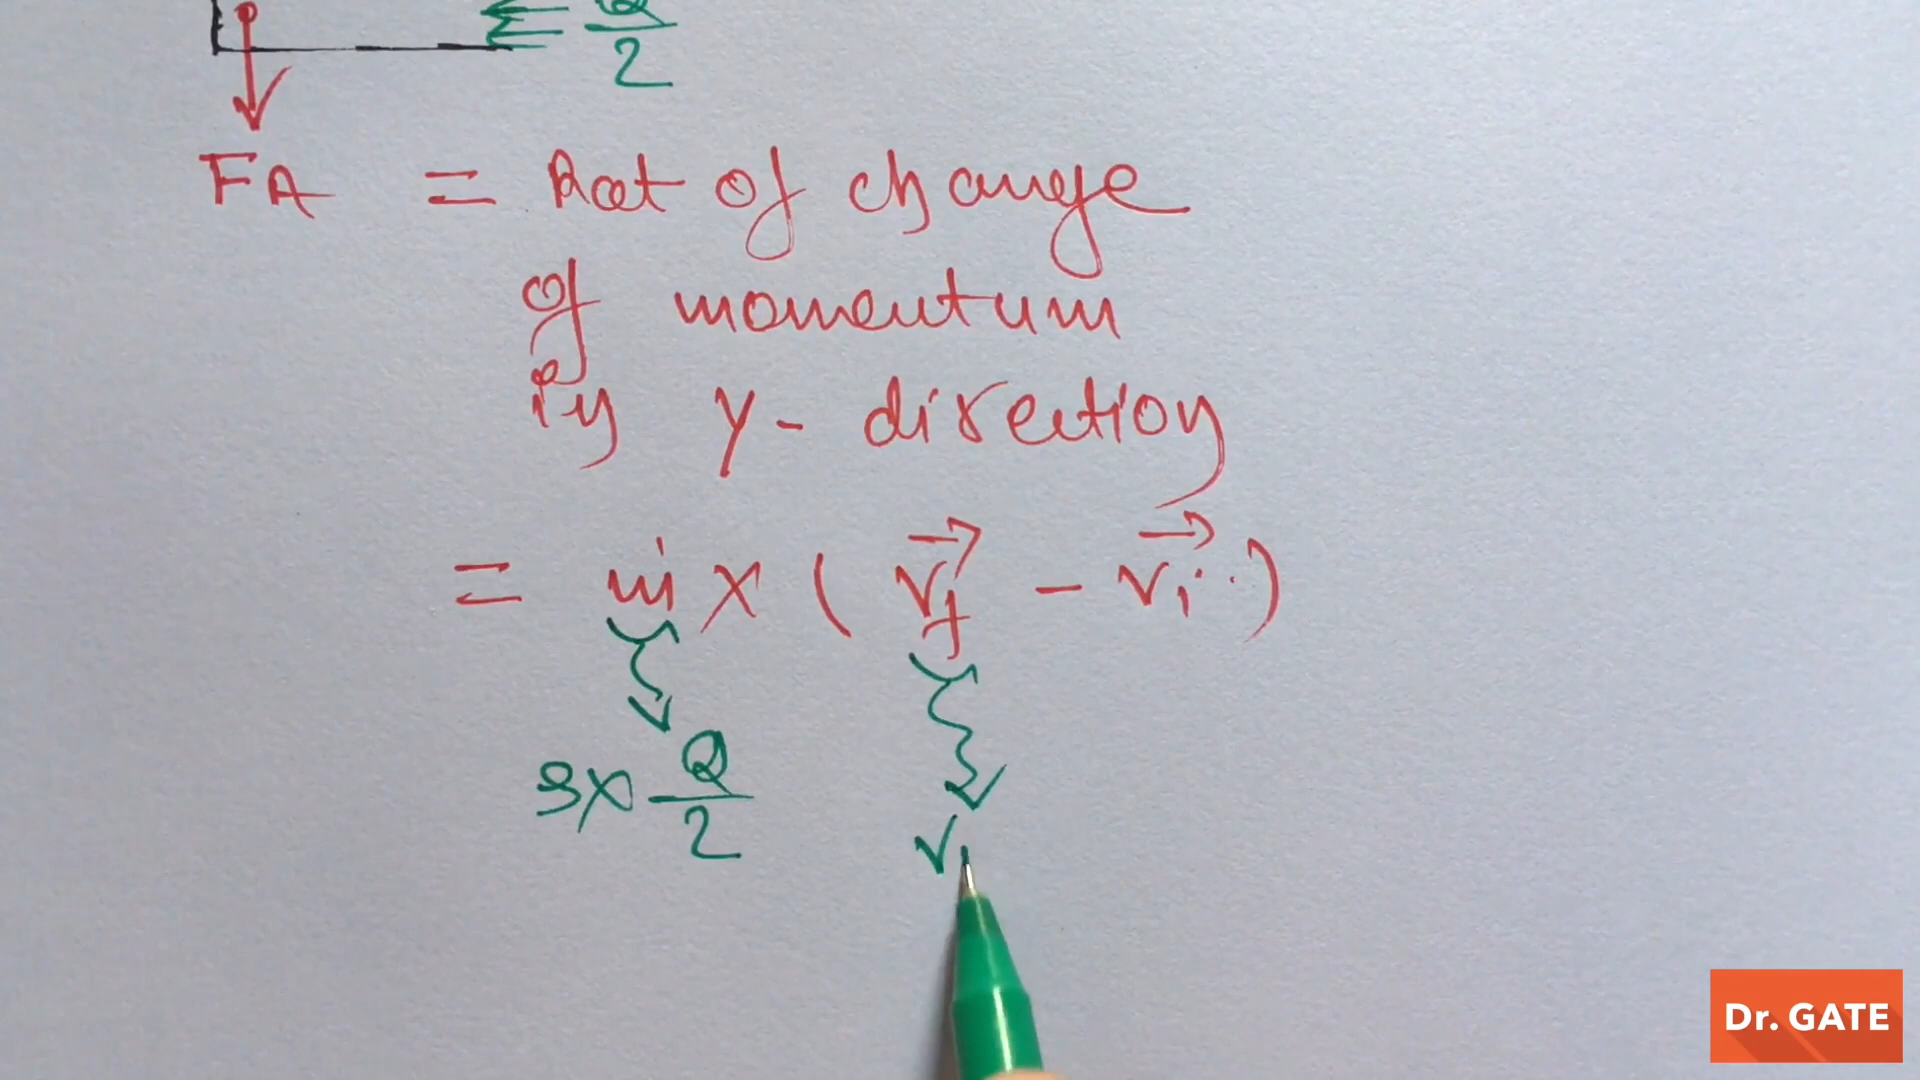 Q/2
FA = Rat of change
of momentum
in y - direction
= ṁ x ( v⃗f - v⃗i )
ρ x Q/2
v
Dr. GATE